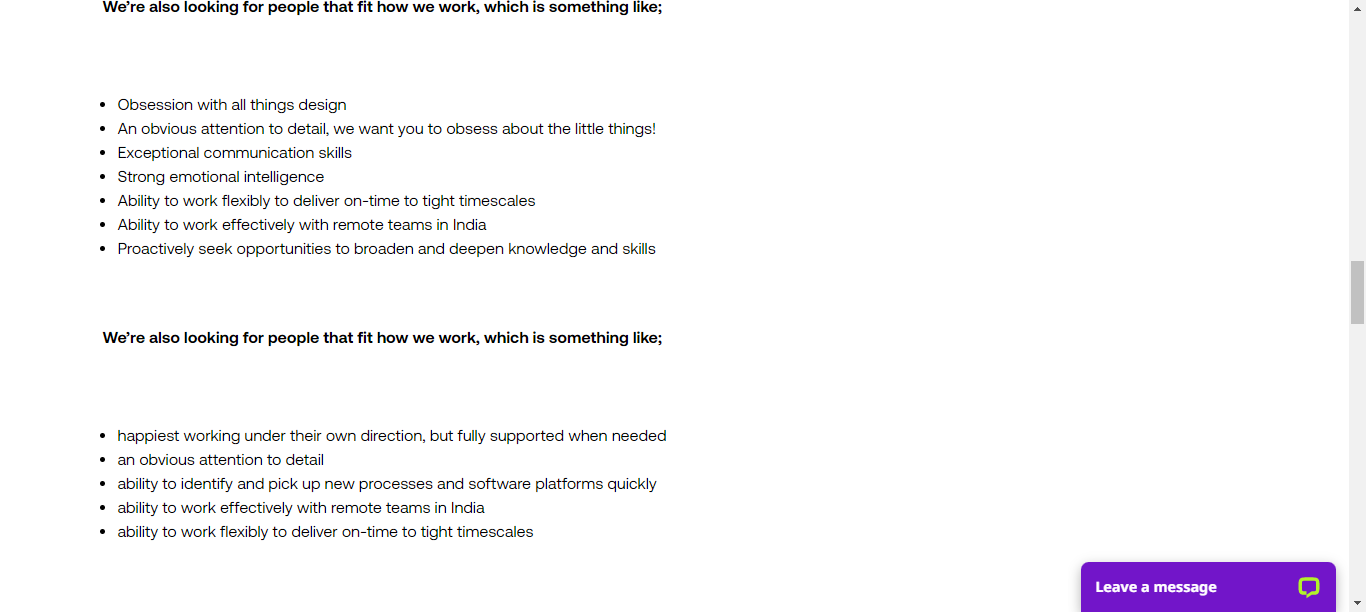 We’re also looking for people that fit how we work, which is something like;
Obsession with all things design
An obvious attention to detail, we want you to obsess about the little things!
Exceptional communication skills
Strong emotional intelligence
Ability to work flexibly to deliver on-time to tight timescales
Ability to work effectively with remote teams in India
Proactively seek opportunities to broaden and deepen knowledge and skills
We’re also looking for people that fit how we work, which is something like;
happiest working under their own direction, but fully supported when needed
an obvious attention to detail
ability to identify and pick up new processes and software platforms quickly
ability to work effectively with remote teams in India
ability to work flexibly to deliver on-time to tight timescales
Leave a message